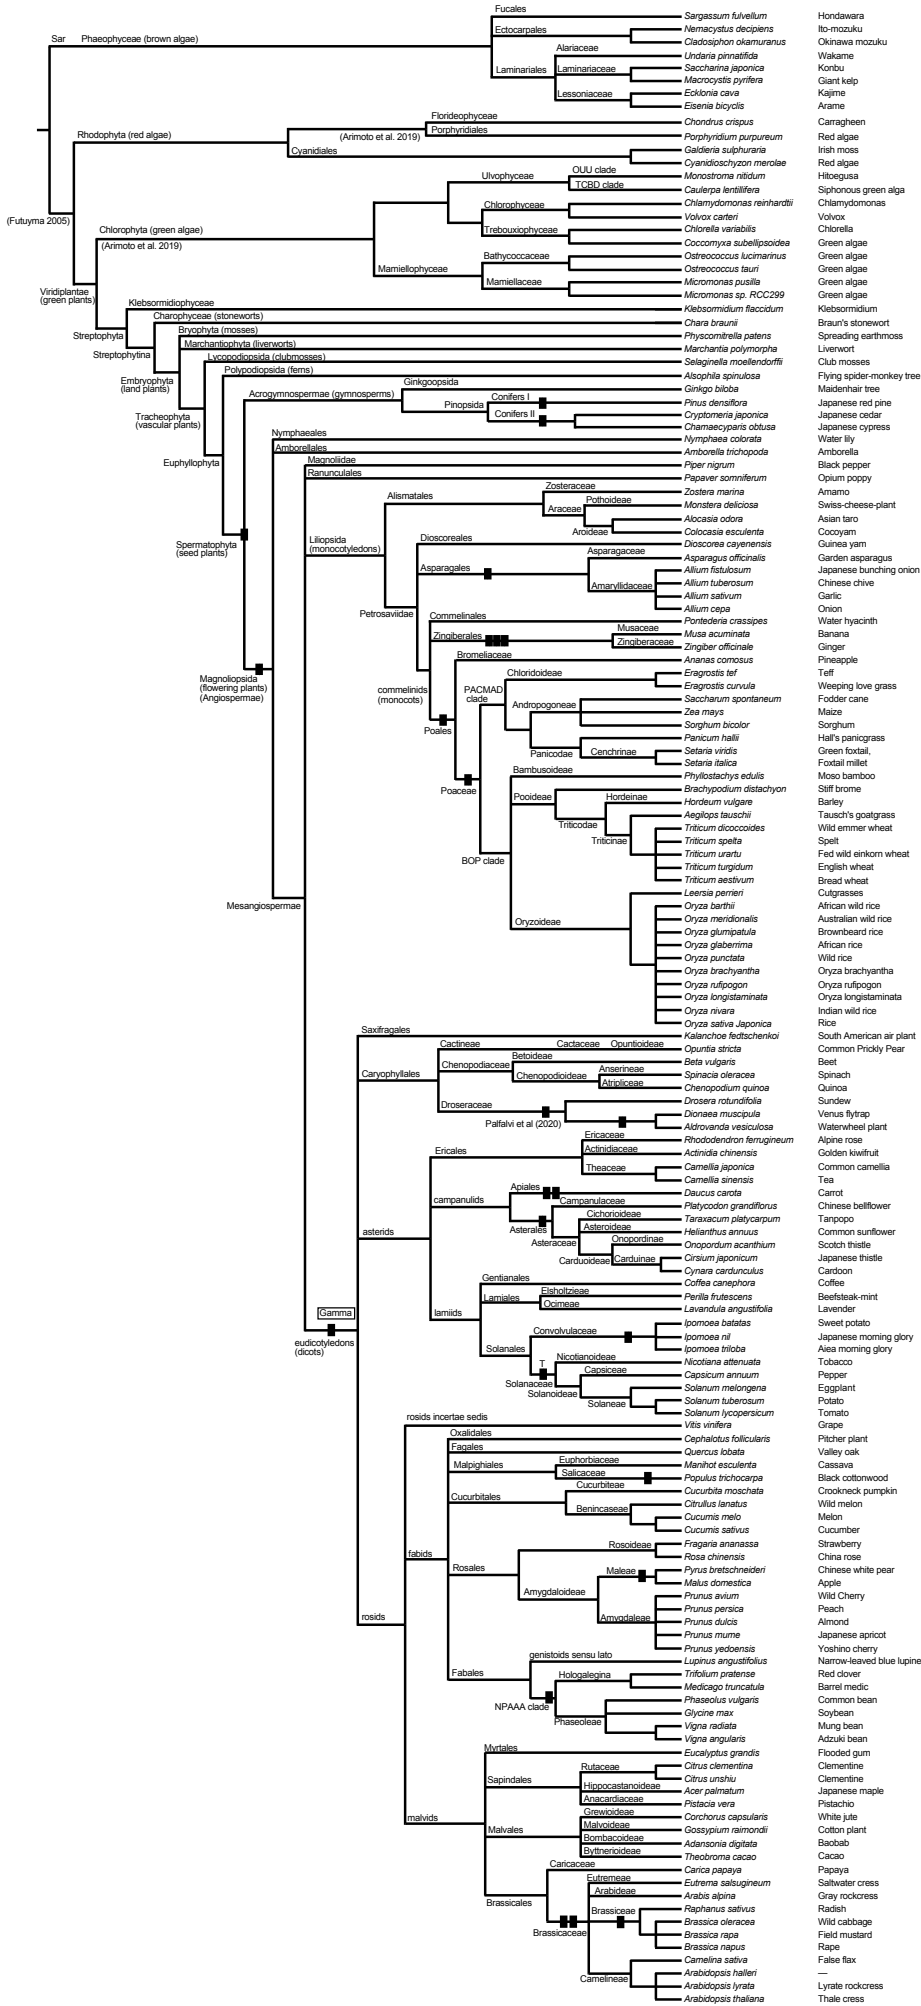 Fucales
Sargassum fulvellum Hondawara
Sar Phaeophyceae (brown algae) Ectocarpales Nemacystus decipiens Ito-mozuku
Cladosiphon okamuranus Okinawa mozuku
Alariaceae Undaria pinnatifida Wakame
Laminariales Laminariaceae Saccharina japonica Konbu
Macrocystis pyrifera Giant kelp
Lessoniaceae Ecklonia cava Kajime
Eisenia bicyclis Arame
Florideophyceae Chondrus crispus Carragheen
Rhodophyta (red algae) (Arimoto et al. 2019) Porphyridiales Porphyridium purpureum Red algae
Cyanidiales Galdieria sulphuraria Irish moss
Cyanidioschyzon merolae Red algae
Ulvophyceae OUU clade Monostroma nitidum Hitoegusa
TCBD clade Caulerpa lentillifera Siphonous green alga
Chlorophyceae Chlamydomonas reinhardtii Chlamydomonas
(Futuyma 2005) Volvox carteri Volvox
Chlorophyta (green algae) Trebouxiophyceae Chlorella variabilis Chlorella
(Arimoto et al. 2019) Coccomyxa subellipsoidea Green algae
Bathycoccaceae Ostreococcus lucimarinus Green algae
Mamiellophyceae Ostreococcus tauri Green algae
Mamiellaceae Micromonas pusilla Green algae
Viridiplantae
(green plants) Micromonas sp. RCC299 Green algae
Klebsormidiophyceae Klebsormidium flaccidum Klebsormidium
Charophyceae (stoneworts) Chara braunii Braun's stonewort
Streptophyta Bryophyta (mosses) Physcomitrella patens Spreading earthmoss
Streptophytina Marchantiophyta (liverworts) Marchantia polymorpha Liverwort
Lycopodiopsida (clubmosses) Selaginella moellendorffii Club mosses
Embryophyta
(land plants) Polypodiopsida (ferns) Alsophila spinulosa Flying spider-monkey tree
Acrogymnospermae (gymnosperms) Ginkgoopsida Ginkgo biloba Maidenhair tree
Pinopsida Conifers I Pinus densiflora Japanese red pine
Tracheophyta
(vascular plants) Conifers II Cryptomeria japonica Japanese cedar
Chamaecyparis obtusa Japanese cypress
Nymphaeales Nymphaea colorata Water lily
Amborellales Amborella trichopoda Amborella
Euphyllophyta Magnoliidae Piper nigrum Black pepper
Ranunculales Papaver somniferum Opium poppy
Alismatales Zosteraceae Zostera marina Amamo
Araceae Pothoideae Monstera deliciosa Swiss-cheese-plant
Alocasia odora Asian taro
Aroideae Colocasia esculenta Cocoyam
Spermatophyta
(seed plants) Liliopsida
(monocotyledons) Dioscoreales Dioscorea cayenensis Guinea yam
Asparagales Asparagaceae Asparagus officinalis Garden asparagus
Allium fistulosum Japanese bunching onion
Amaryllidaceae Allium tuberosum Chinese chive
Allium sativum Garlic
Petrosaviidae Allium cepa Onion
Commelinales Pontederia crassipes Water hyacinth
Zingiberales Musaceae Musa acuminata Banana
Zingiberaceae Zingiber officinale Ginger
Bromeliaceae Ananas comosus Pineapple
Magnoliopsida
(flowering plants)
(Angiospermae) commelinids
(monocots) PACMAD
clade Chloridoideae Eragrostis tef Teff
Eragrostis curvula Weeping love grass
Andropogoneae Saccharum spontaneum Fodder cane
Zea mays Maize
Poales Sorghum bicolor Sorghum
Panicum hallii Hall's panicgrass
Panicodae Cenchrinae Setaria viridis Green foxtail,
Setaria italica Foxtail millet
Bambusoideae Phyllostachys edulis Moso bamboo
Poaceae Brachypodium distachyon Stiff brome
Pooideae Hordeinae Hordeum vulgare Barley
Aegilops tauschii Tausch's goatgrass
Triticodae Triticum dicoccoides Wild emmer wheat
Triticinae Triticum spelta Spelt
Triticum urartu Fed wild einkorn wheat
BOP clade Triticum turgidum English wheat
Triticum aestivum Bread wheat
Leersia perrieri Cutgrasses
Mesangiospermae Oryza barthii African wild rice
Oryza meridionalis Australian wild rice
Oryzoideae Oryza glumipatula Brownbeard rice
Oryza glaberrima African rice
Oryza punctata Wild rice
Oryza brachyantha Oryza brachyantha
Oryza rufipogon Oryza rufipogon
Oryza longistaminata Oryza longistaminata
Oryza nivara Indian wild rice
Oryza sativa Japonica Rice
Saxifragales Kalanchoe fedtschenkoi South American air plant
Cactineae Cactaceae Opuntioideae Opuntia stricta Common Prickly Pear
Caryophyllales Chenopodiaceae Betoideae Beta vulgaris Beet
Chenopodioideae Anserineae Spinacia oleracea Spinach
Atripliceae Chenopodium quinoa Quinoa
Droseraceae Drosera rotundifolia Sundew
Palfalvi et al (2020) Dionaea muscipula Venus flytrap
Aldrovanda vesiculosa Waterwheel plant
Ericales Ericaceae Rhododendron ferrugineum Alpine rose
Actinidiaceae Actinidia chinensis Golden kiwifruit
Theaceae Camellia japonica Common camellia
Camellia sinensis Tea
campanulids Apiales Daucus carota Carrot
Campanulaceae Platycodon grandiflorus Chinese bellflower
Cichorioideae Taraxacum platycarpum Tanpopo
asterids Asterales Asteroideae Helianthus annuus Common sunflower
Asteraceae Onopordinae Onopordum acanthium Scotch thistle
Carduoideae Carduinae Cirsium japonicum Japanese thistle
Cynara cardunculus Cardoon
Gentianales Coffea canephora Coffee
lamiids Lamiales Elsholtzieae Perilla frutescens Beefsteak-mint
Gamma Ocimeae Lavandula angustifolia Lavender
Convolvulaceae Ipomoea batatas Sweet potato
eudicotyledons
(dicots) Solanales Ipomoea nil Japanese morning glory
Ipomoea triloba Aiea morning glory
T Nicotianoideae Nicotiana attenuata Tobacco
Solanaceae Capsiceae Capsicum annuum Pepper
Solanoideae Solanum melongena Eggplant
Solaneae Solanum tuberosum Potato
Solanum lycopersicum Tomato
rosids incertae sedis Vitis vinifera Grape
Oxalidales Cephalotus follicularis Pitcher plant
Fagales Quercus lobata Valley oak
Malpighiales Euphorbiaceae Manihot esculenta Cassava
Salicaceae Populus trichocarpa Black cottonwood
Cucurbitales Cucurbiteae Cucurbita moschata Crookneck pumpkin
Benincaseae Citrullus lanatus Wild melon
Cucumis melo Melon
Cucumis sativus Cucumber
fabids Rosoideae Fragaria ananassa Strawberry
Rosales Rosa chinensis China rose
Maleae Pyrus bretschneideri Chinese white pear
Malus domestica Apple
Amygdaloideae Prunus avium Wild Cherry
rosids Prunus persica Peach
Amygdaleae Prunus dulcis Almond
Prunus mume Japanese apricot
Prunus yedoensis Yoshino cherry
genistoids sensu lato Lupinus angustifolius Narrow-leaved blue lupine
Fabales Hologalegina Trifolium pratense Red clover
Medicago truncatula Barrel medic
NPAAA clade Phaseolus vulgaris Common bean
Phaseoleae Glycine max Soybean
Vigna radiata Mung bean
Vigna angularis Adzuki bean
Myrtales Eucalyptus grandis Flooded gum
Sapindales Rutaceae Citrus clementina Clementine
Citrus unshiu Clementine
Hippocastanoideae Acer palmatum Japanese maple
Anacardiaceae Pistacia vera Pistachio
malvids Grewioideae Corchorus capsularis White jute
Malvales Malvoideae Gossypium raimondii Cotton plant
Bombacoideae Adansonia digitata Baobab
Byttnerioideae Theobroma cacao Cacao
Caricaceae Carica papaya Papaya
Eutremeae Eutrema salsugineum Saltwater cress
Brassicales Arabideae Arabis alpina Gray rockcress
Brassiceae Raphanus sativus Radish
Brassica oleracea Wild cabbage
Brassicaceae Brassica rapa Field mustard
Brassica napus Rape
Camelina sativa False flax
Camelineae Arabidopsis halleri —
Arabidopsis lyrata Lyrate rockcress
Arabidopsis thaliana Thale cress